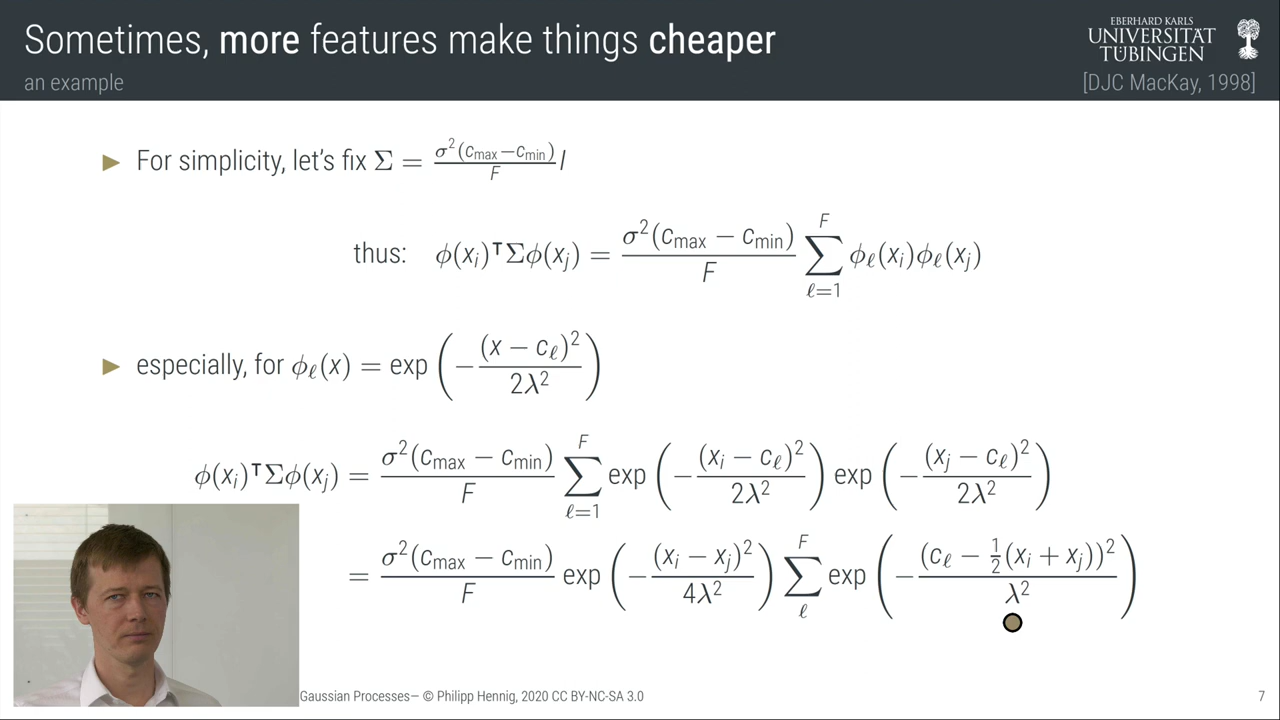 Sometimes, more features make things cheaper
an example
EBERHARD KARLS
UNIVERSITÄT
TÜBINGEN
[DJC MacKay, 1998]
► For simplicity, let's fix Σ = σ²(c_max−c_min)/F I
thus: ϕ(x_i)ᵀΣϕ(x_j) = σ²(c_max − c_min)/F ∑_{ℓ=1}^{F} ϕ_ℓ(x_i)ϕ_ℓ(x_j)
► especially, for ϕ_ℓ(x) = exp(−(x − c_ℓ)²/2λ²)
ϕ(x_i)ᵀΣϕ(x_j) = σ²(c_max − c_min)/F ∑_{ℓ=1}^{F} exp(−(x_i − c_ℓ)²/2λ²) exp(−(x_j − c_ℓ)²/2λ²)
= σ²(c_max − c_min)/F exp(−(x_i − x_j)²/4λ²) ∑_{ℓ}^{F} exp(−(c_ℓ − ½(x_i + x_j))²/λ²)
Gaussian Processes— © Philipp Hennig, 2020 CC BY-NC-SA 3.0
7